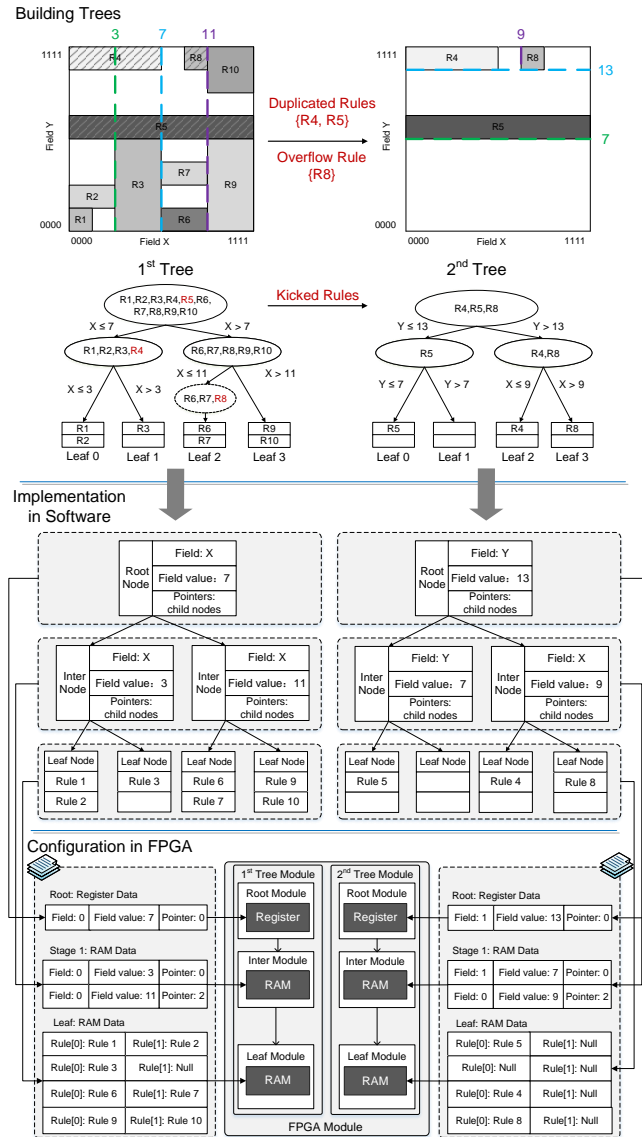 Building Trees
3
7
11
9
1111
R4
R8
R10
R5
R3
R7
R2
R9
R1
R6
0000
Field Y
0000
Field X
1111
Duplicated Rules
{R4, R5}
Overflow Rule
{R8}
1111
R4
R8
13
R5
7
0000
Field Y
0000
Field X
1111
1st Tree
2nd Tree
R1,R2,R3,R4,R5,R6,
R7,R8,R9,R10
Kicked Rules
R4,R5,R8
X ≤ 7
X > 7
Y ≤ 13
Y > 13
R1,R2,R3,R4
R6,R7,R8,R9,R10
R5
R4,R8
X ≤ 3
X > 3
X ≤ 11
X > 11
R6,R7,R8
Y ≤ 7
Y > 7
X ≤ 9
X > 9
R1
R2
R3
R6
R7
R9
R10
R5
R4
R8
Leaf 0
Leaf 1
Leaf 2
Leaf 3
Leaf 0
Leaf 1
Leaf 2
Leaf 3
Implementation
in Software
Root
Node
Field: X
Field value: 7
Pointers:
child nodes
Root
Node
Field: Y
Field value: 13
Pointers:
child nodes
Inter
Node
Field: X
Field value: 3
Pointers:
child nodes
Inter
Node
Field: X
Field value: 11
Pointers:
child nodes
Inter
Node
Field: Y
Field value: 7
Pointers:
child nodes
Inter
Node
Field: X
Field value: 9
Pointers:
child nodes
Leaf Node
Rule 1
Rule 2
Leaf Node
Rule 3
Leaf Node
Rule 6
Rule 7
Leaf Node
Rule 9
Rule 10
Leaf Node
Rule 5
Leaf Node
Leaf Node
Rule 4
Leaf Node
Rule 8
Configuration in FPGA
Root: Register Data
Field: 0 Field value: 7 Pointer: 0
Stage 1: RAM Data
Field: 0 Field value: 3 Pointer: 0
Field: 0 Field value: 11 Pointer: 2
Leaf: RAM Data
Rule[0]: Rule 1 Rule[1]: Rule 2
Rule[0]: Rule 3 Rule[1]: Null
Rule[0]: Rule 6 Rule[1]: Rule 7
Rule[0]: Rule 9 Rule[1]: Rule 10
1st Tree Module
Root Module
Register
Inter Module
RAM
Leaf Module
RAM
2nd Tree Module
Root Module
Register
Inter Module
RAM
Leaf Module
RAM
FPGA Module
Root: Register Data
Field: 1 Field value: 13 Pointer: 0
Stage 1: RAM Data
Field: 1 Field value: 7 Pointer: 0
Field: 0 Field value: 9 Pointer: 2
Leaf: RAM Data
Rule[0]: Rule 5 Rule[1]: Null
Rule[0]: Null Rule[1]: Null
Rule[0]: Rule 4 Rule[1]: Null
Rule[0]: Rule 8 Rule[1]: Null